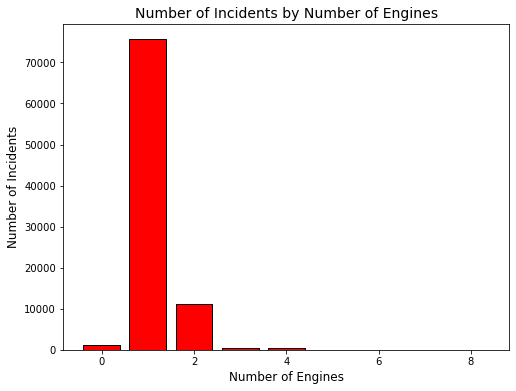 Number of Incidents by Number of Engines
Number of Incidents
70000
60000
50000
40000
30000
20000
10000
0
0 2 4 6 8
Number of Engines